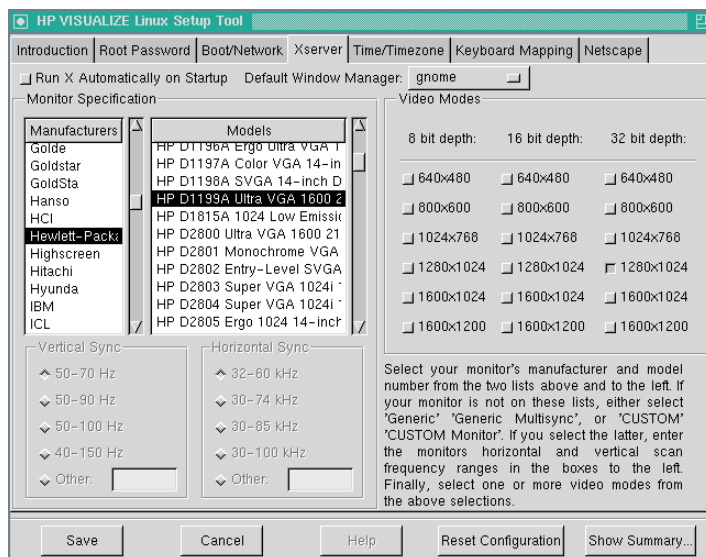 HP VISUALIZE Linux Setup Tool
Introduction Root Password Boot/Network Xserver Time/Timezone Keyboard Mapping Netscape
Run X Automatically on Startup Default Window Manager: gnome
Monitor Specification
Manufacturers
Golde
Goldstar
GoldSta
Hanso
HCI
Hewlett-Packa
Highscreen
Hitachi
Hyunda
IBM
ICL
Models
HP D1196A Ergo Ultra VGA 1
HP D1197A Color VGA 14-in
HP D1198A SVGA 14-inch D
HP D1199A Ultra VGA 1600 2
HP D1815A 1024 Low Emissic
HP D2800 Ultra VGA 1600 21
HP D2801 Monochrome VGA
HP D2802 Entry-Level SVGA
HP D2803 Super VGA 1024i
HP D2804 Super VGA 1024i
HP D2805 Ergo 1024 14-inch
Video Modes
8 bit depth: 16 bit depth: 32 bit depth:
640x480 640x480 640x480
800x600 800x600 800x600
1024x768 1024x768 1024x768
1280x1024 1280x1024 1280x1024
1600x1024 1600x1024 1600x1024
1600x1200 1600x1200 1600x1200
Vertical Sync
50-70 Hz
50-90 Hz
50-100 Hz
40-150 Hz
Other:
Horizontal Sync
32-60 kHz
30-74 kHz
30-85 kHz
30-100 kHz
Other:
Select your monitor's manufacturer and model
number from the two lists above and to the left. If
your monitor is not on these lists, either select
'Generic' 'Generic Multisync', or 'CUSTOM'
'CUSTOM Monitor'. If you select the latter, enter
the monitors horizontal and vertical scan
frequency ranges in the boxes to the left.
Finally, select one or more video modes from
the above selections.
Save Cancel Help Reset Configuration Show Summary...